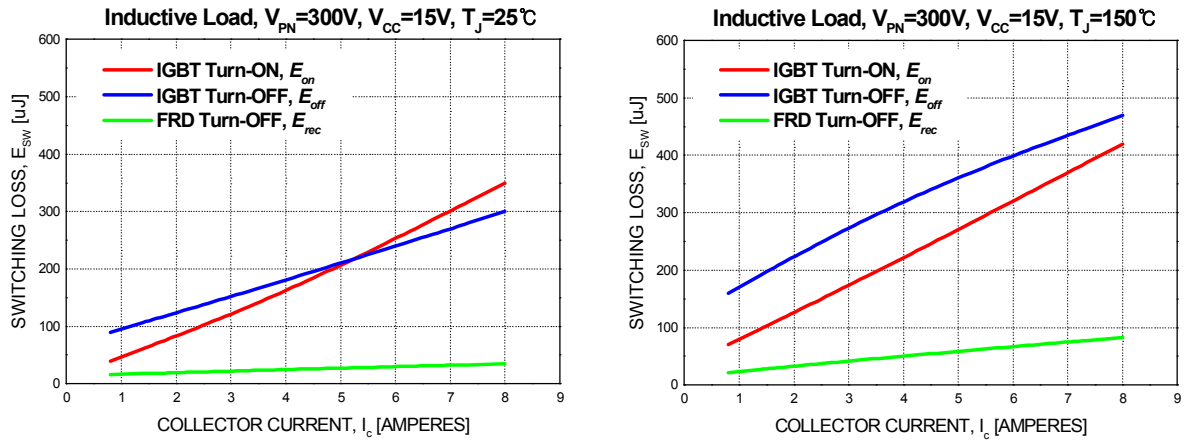 Inductive Load, V_PN=300V, V_CC=15V, T_J=25℃
600
500
400
300
200
100
0
0 1 2 3 4 5 6 7 8 9
SWITCHING LOSS, E_SW [uJ]
COLLECTOR CURRENT, I_c [AMPERES]
IGBT Turn-ON, E_on
IGBT Turn-OFF, E_off
FRD Turn-OFF, E_rec
Inductive Load, V_PN=300V, V_CC=15V, T_J=150℃
600
500
400
300
200
100
0
0 1 2 3 4 5 6 7 8 9
SWITCHING LOSS, E_SW [uJ]
COLLECTOR CURRENT, I_c [AMPERES]
IGBT Turn-ON, E_on
IGBT Turn-OFF, E_off
FRD Turn-OFF, E_rec